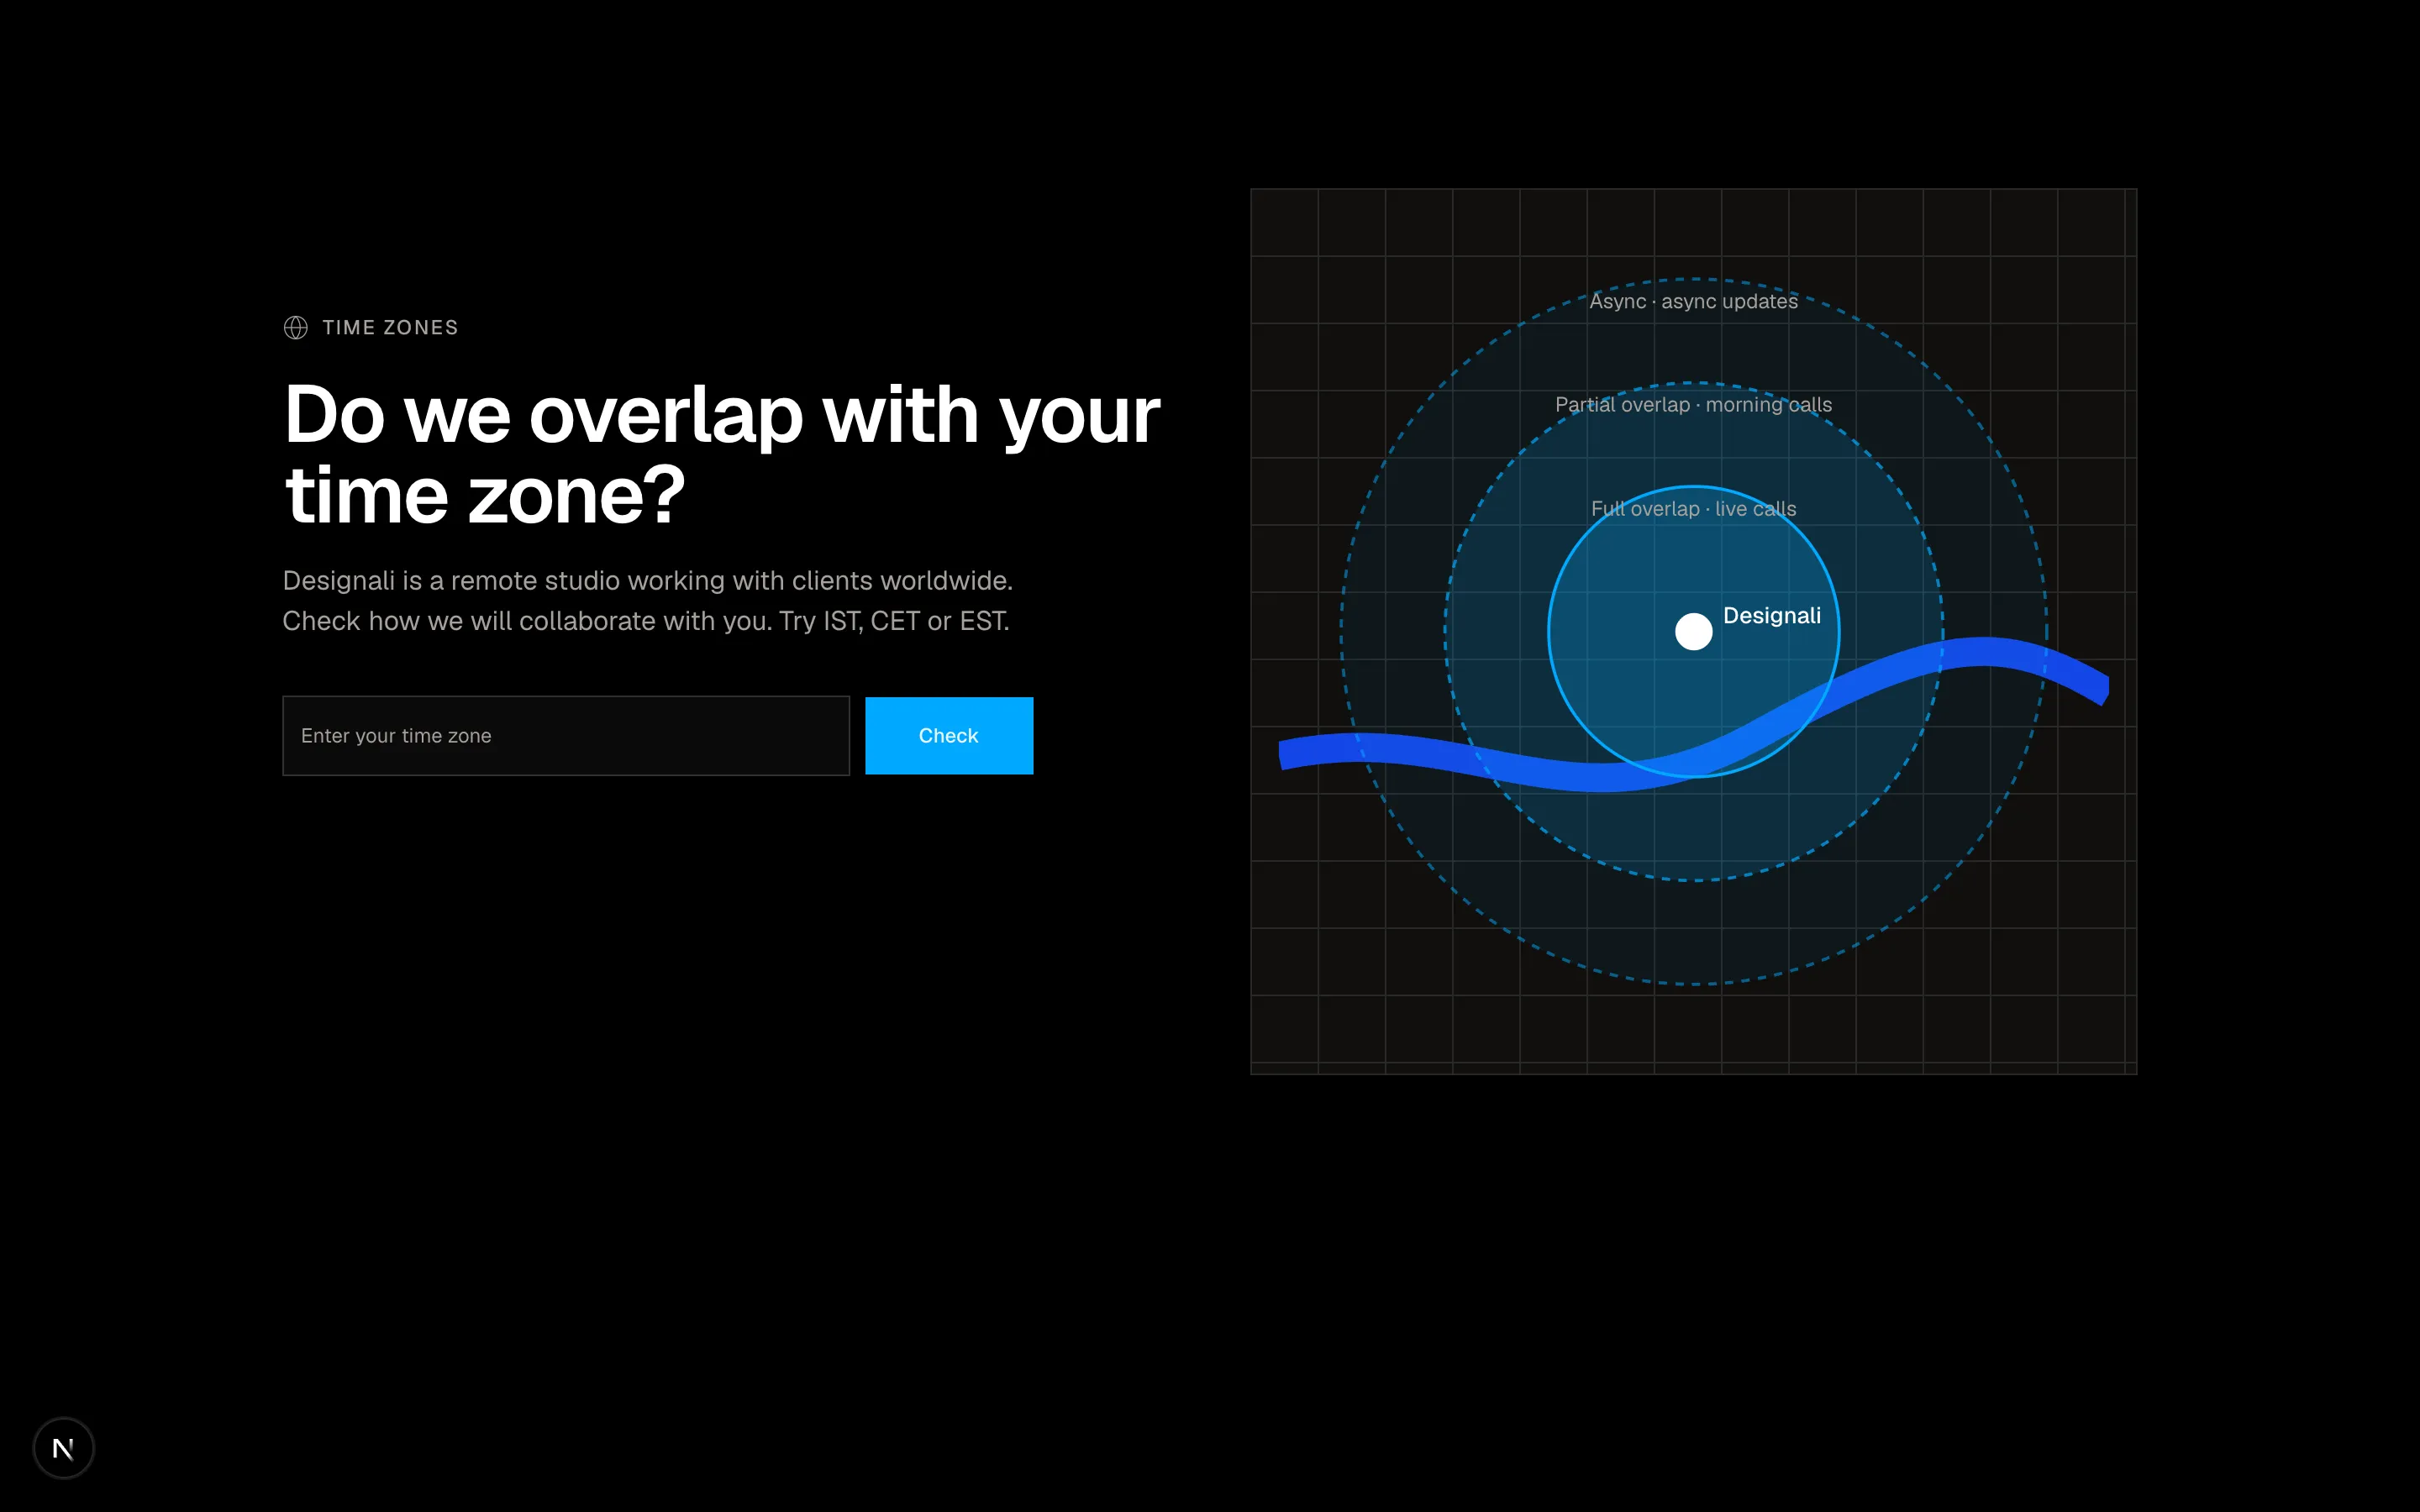 TIME ZONES
Do we overlap with your
time zone?
Designali is a remote studio working with clients worldwide.
Check how we will collaborate with you. Try IST, CET or EST.
Enter your time zone
Check
Async · async updates
Partial overlap · morning calls
Full overlap · live calls
Designali
N